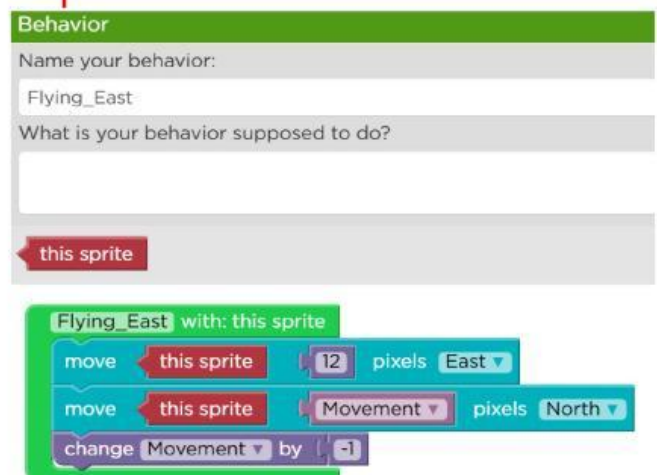 Behavior
Name your behavior:
Flying_East
What is your behavior supposed to do?
this sprite
Flying_East with: this sprite
move this sprite 12 pixels East
move this sprite Movement pixels North
change Movement by -1